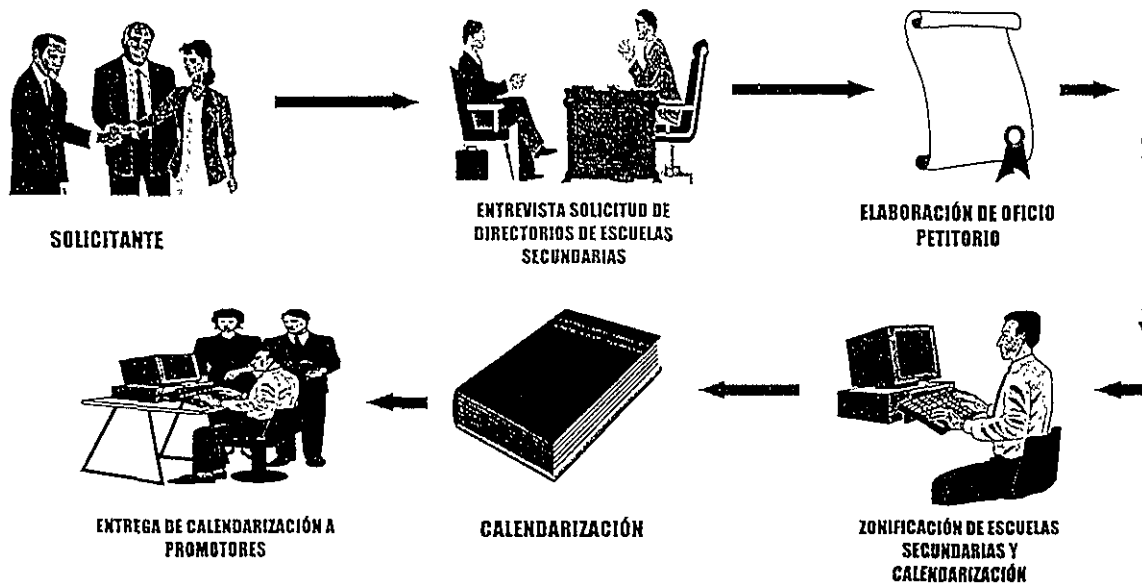 SOLICITANTE
ENTREVISTA SOLICITUD DE
DIRECTORIOS DE ESCUELAS
SECUNDARIAS
ELABORACIÓN DE OFICIO
PETITORIO
ZONIFICACIÓN DE ESCUELAS
SECUNDARIAS Y
CALENDARIZACIÓN
CALENDARIZACIÓN
ENTREGA DE CALENDARIZACIÓN A
PROMOTORES